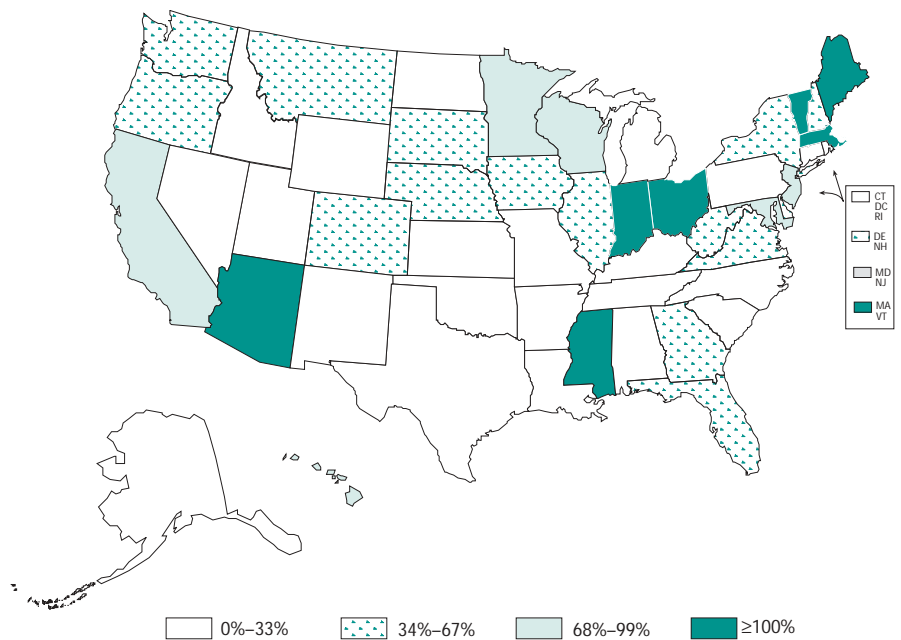 CT
DC
RI
DE
NH
MD
NJ
MA
VT
0%–33%
34%–67%
68%–99%
≥100%